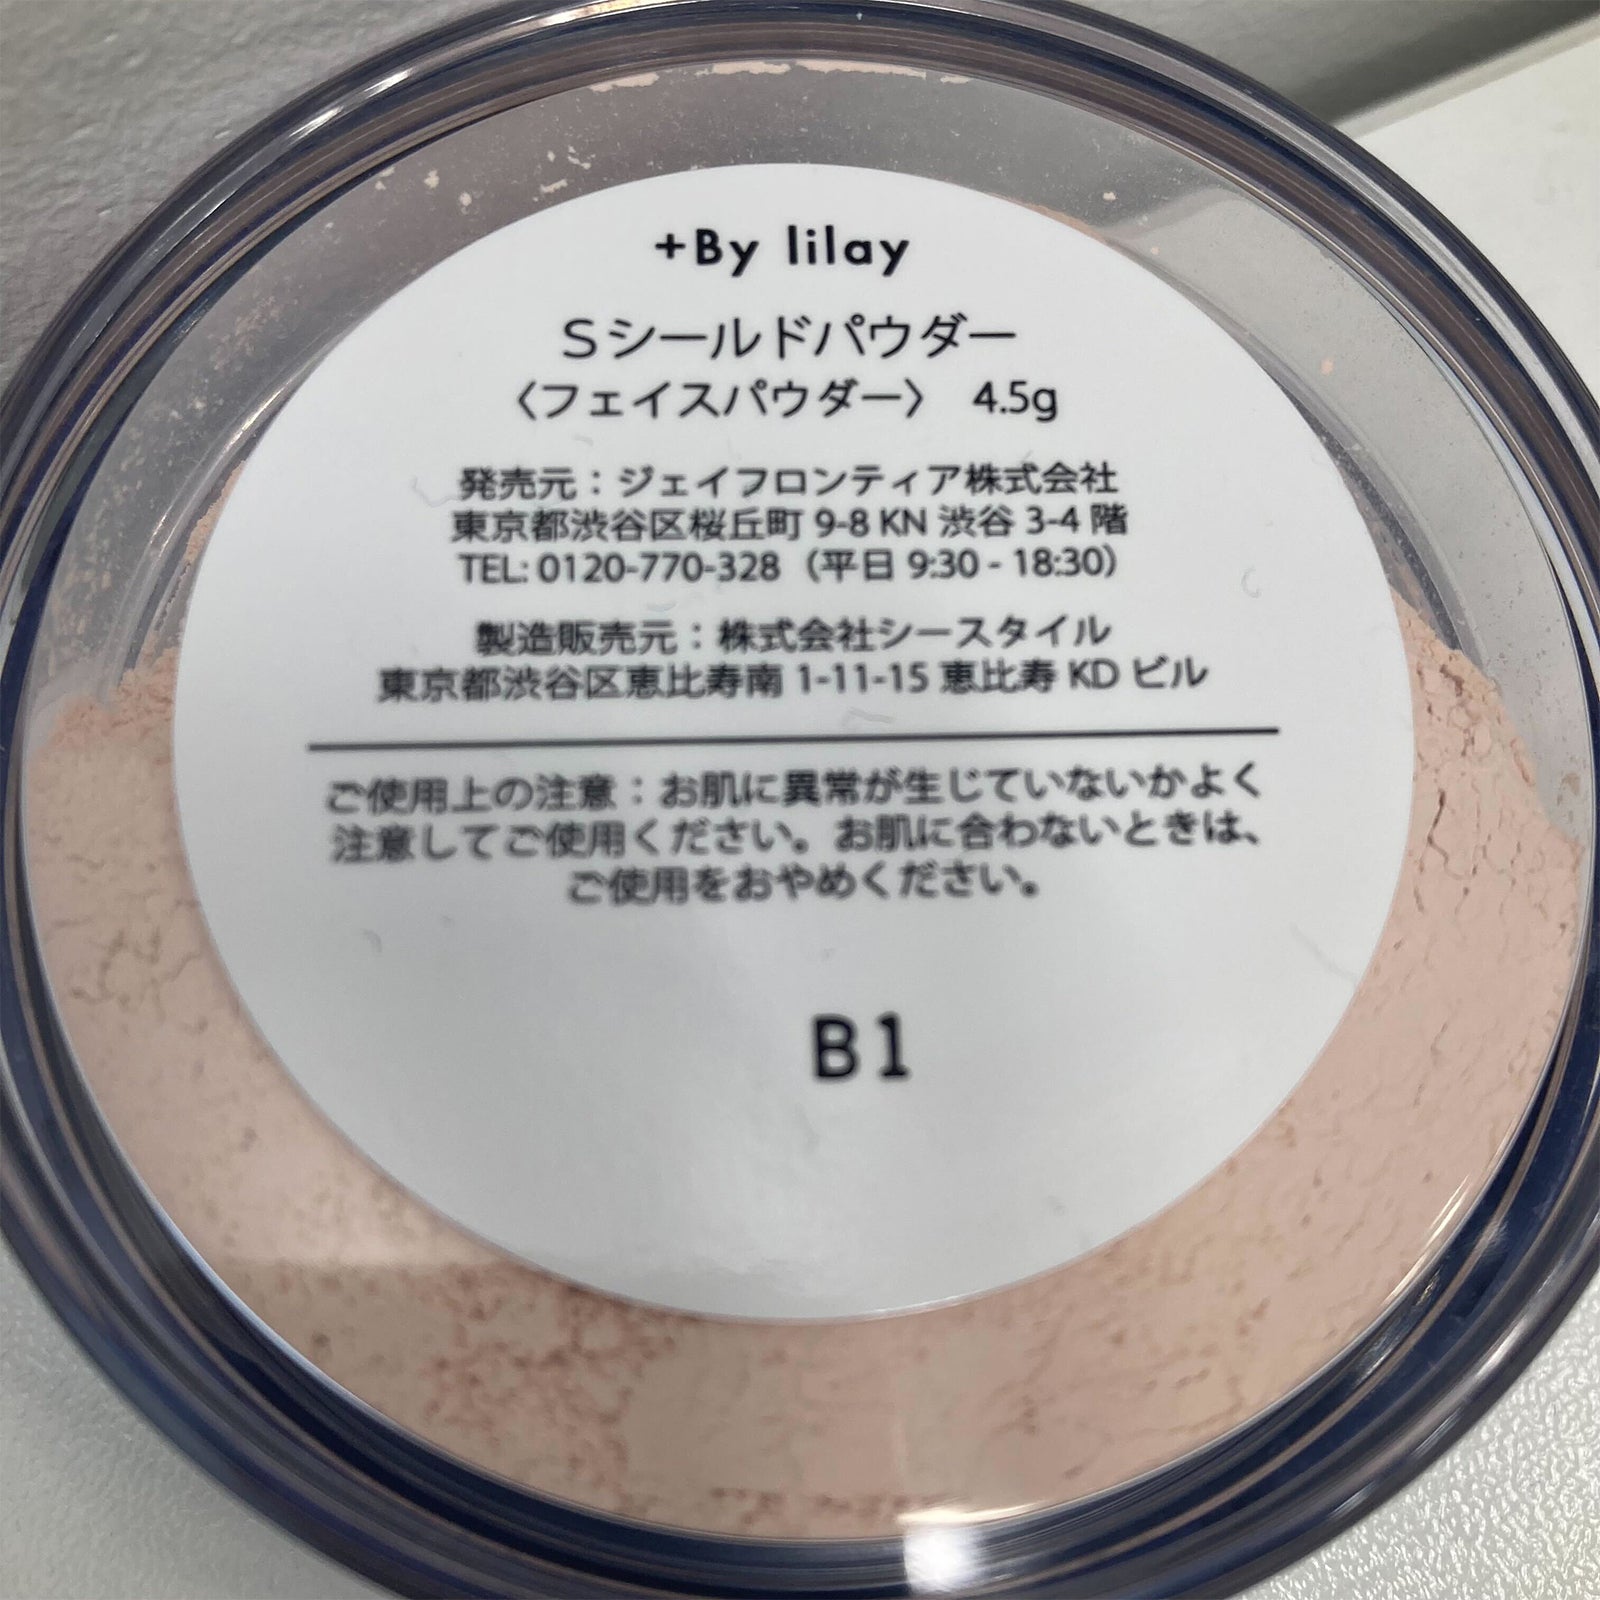 +By lilay
Sシールドパウダー
〈フェイスパウダー〉 4.5g
発売元：ジェイフロンティア株式会社
東京都渋谷区桜丘町 9-8 KN 渋谷 3-4 階
TEL: 0120-770-328（平日 9:30 - 18:30）
製造販売元：株式会社シースタイル
東京都渋谷区恵比寿南 1-11-15 恵比寿 KD ビル
ご使用上の注意：お肌に異常が生じていないかよく
注意してご使用ください。お肌に合わないときは、
ご使用をおやめください。
B1